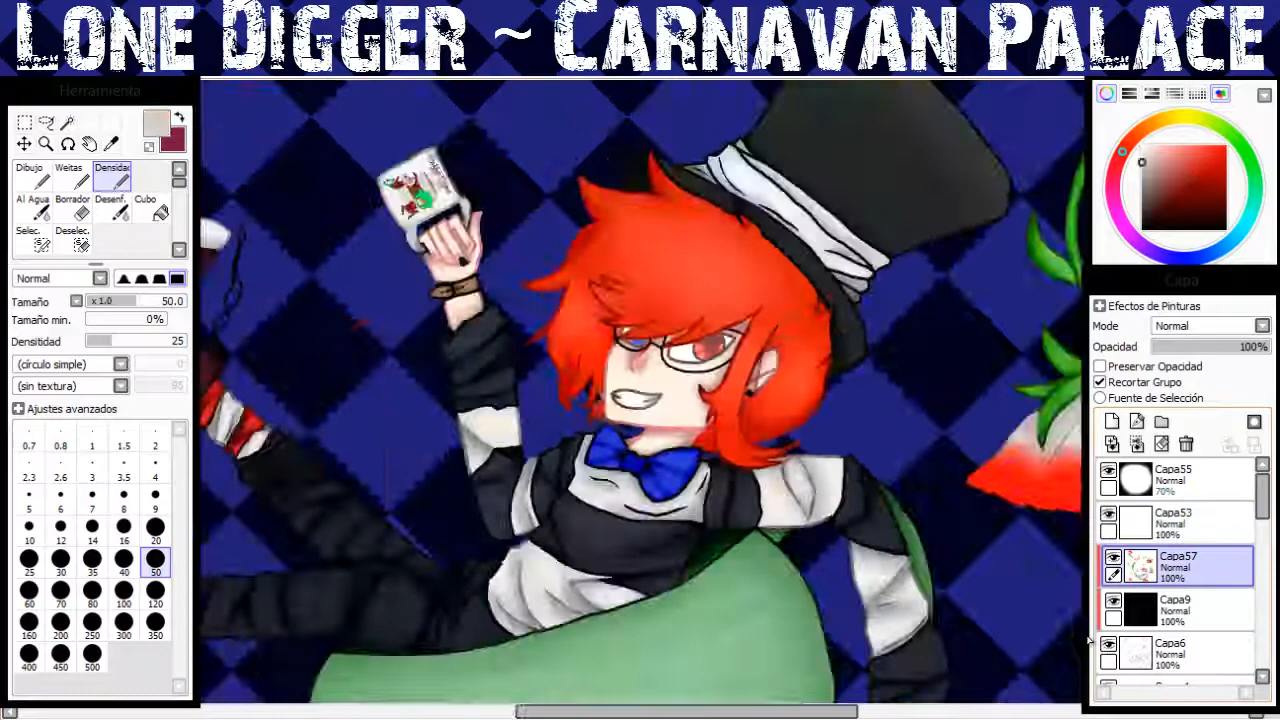 LONE DIGGER ~ CARNAVAN PALACE
Herramienta
Dibujo Weitas Densidad
Al Agua Borrador Desenf. Cubo
Selec. Deselec.
Normal
Tamaño x 1.0 50.0
Tamaño min. 0%
Densitidad 25
(círculo simple) 0
(sin textura) 95
Ajustes avanzados
0.7 0.8 1 1.5 2
2.3 2.6 3 3.5 4
5 6 7 8 9
10 12 14 16 20
25 30 35 40 50
60 70 80 100 120
160 200 250 300 350
400 450 500
Capa
Efectos de Pinturas
Mode Normal
Opacidad 100%
Preservar Opacidad
Recortar Grupo
Fuente de Selección
Capa55
Normal
70%
Capa53
Normal
100%
Capa57
Normal
100%
Capa9
Normal
100%
Capa6
Normal
100%